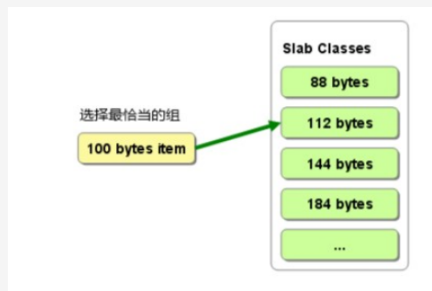 Slab Classes
88 bytes
选择最恰当的组
112 bytes
100 bytes item
144 bytes
184 bytes
...